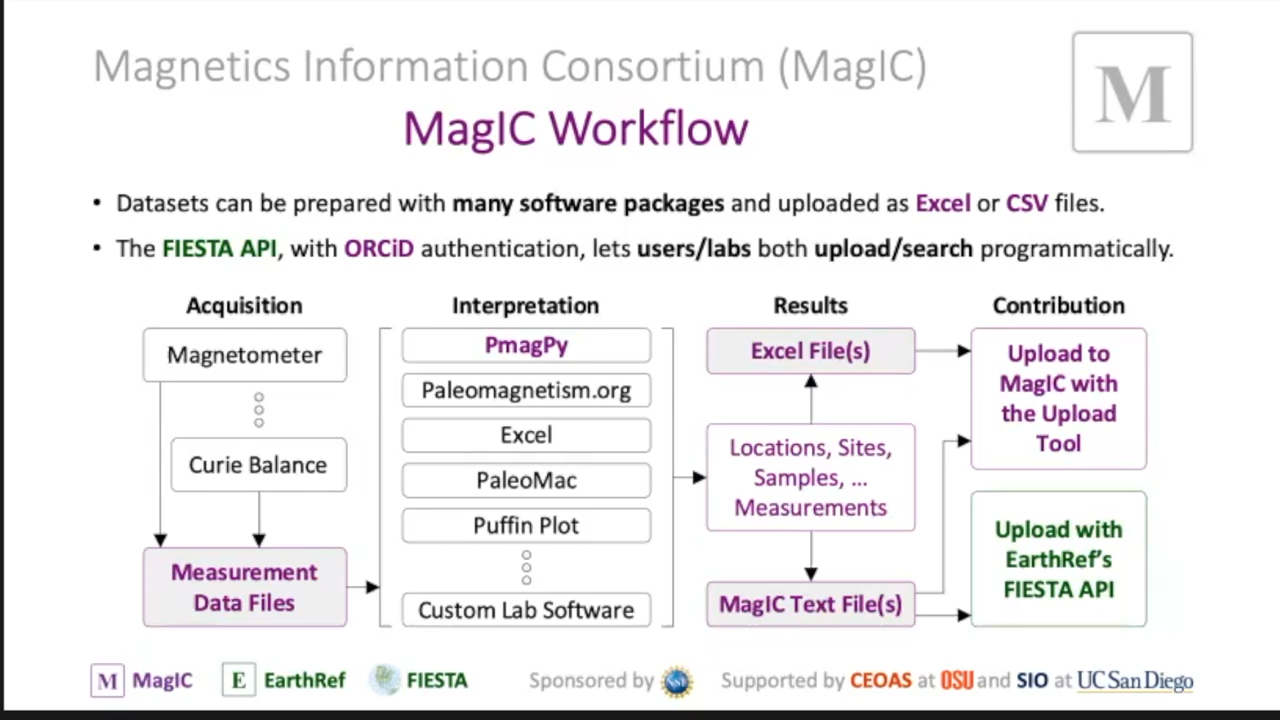 Magnetics Information Consortium (MagIC)
M
MagIC Workflow
• Datasets can be prepared with many software packages and uploaded as Excel or CSV files.
• The FIESTA API, with ORCiD authentication, lets users/labs both upload/search programmatically.
Acquisition
Magnetometer
Curie Balance
Measurement
Data Files
Interpretation
PmagPy
Paleomagnetism.org
Excel
PaleoMac
Puffin Plot
Custom Lab Software
Results
Excel File(s)
Locations, Sites,
Samples, ...
Measurements
MagIC Text File(s)
Contribution
Upload to
MagIC with
the Upload
Tool
Upload with
EarthRef's
FIESTA API
M MagIC E EarthRef FIESTA Sponsored by NSF Supported by CEOAS at OSU and SIO at UC San Diego